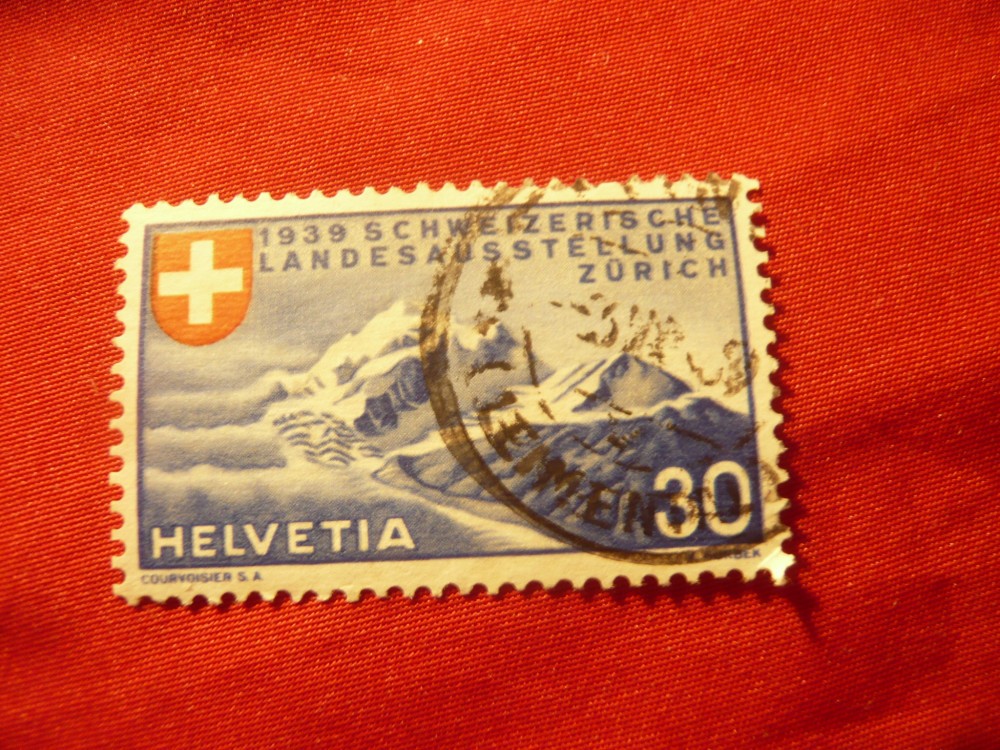 1939 SCHWEIZERISCHE
LANDESAUSSTELLUNG
ZÜRICH
30
HELVETIA
COURVOISIER S.A.